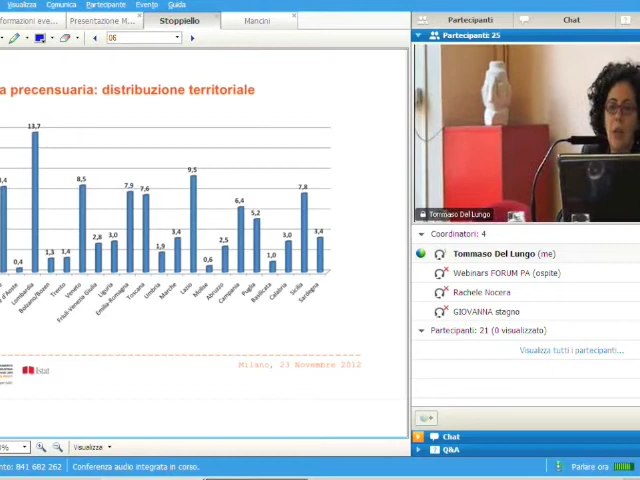 Visualizza Comunica Partecipante Evento Guida
formazioni eve... Presentazione M... Stoppiello Mancini
06
a precensuaria: distribuzione territoriale
13,7
9,5
8,5
7,9
7,8
7,6
6,4
5,2
3,4
3,4
3,0
3,0
2,8
2,5
1,9
1,3
1,4
1,0
0,6
0,4
d'Aosta
Lombardia
Bolzano/Bozen
Trento
Veneto
Friuli-Venezia Giulia
Liguria
Emilia-Romagna
Toscana
Umbria
Marche
Lazio
Molise
Abruzzo
Campania
Puglia
Basilicata
Calabria
Sicilia
Sardegna
Istat
Milano, 23 Novembre 2012
Visualizza
nto: 841 682 262 Conferenza audio integrata in corso.
Partecipanti Chat
Partecipanti: 25
Tommaso Del Lungo
Coordinatori: 4
Tommaso Del Lungo (me)
Webinars FORUM PA (ospite)
Rachele Nocera
GIOVANNA stagno
Partecipanti: 21 (0 visualizzato)
Visualizza tutti i partecipanti...
Chat
Q&A
Parlare ora